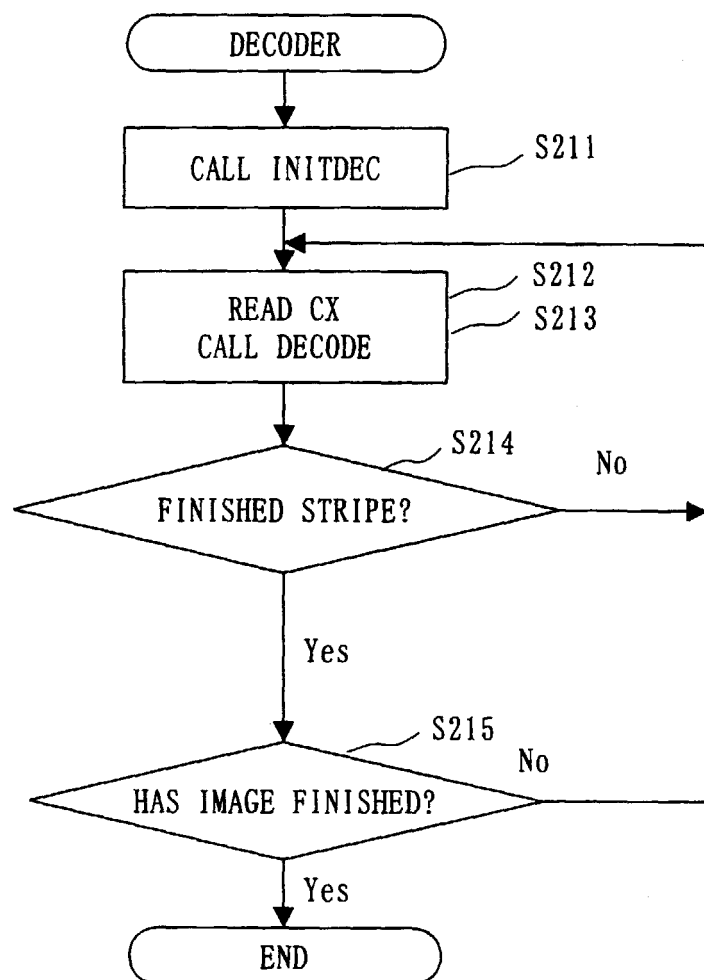 DECODER
CALL INITDEC
S211
READ CX
CALL DECODE
S212
S213
S214
FINISHED STRIPE?
No
Yes
S215
HAS IMAGE FINISHED?
No
Yes
END